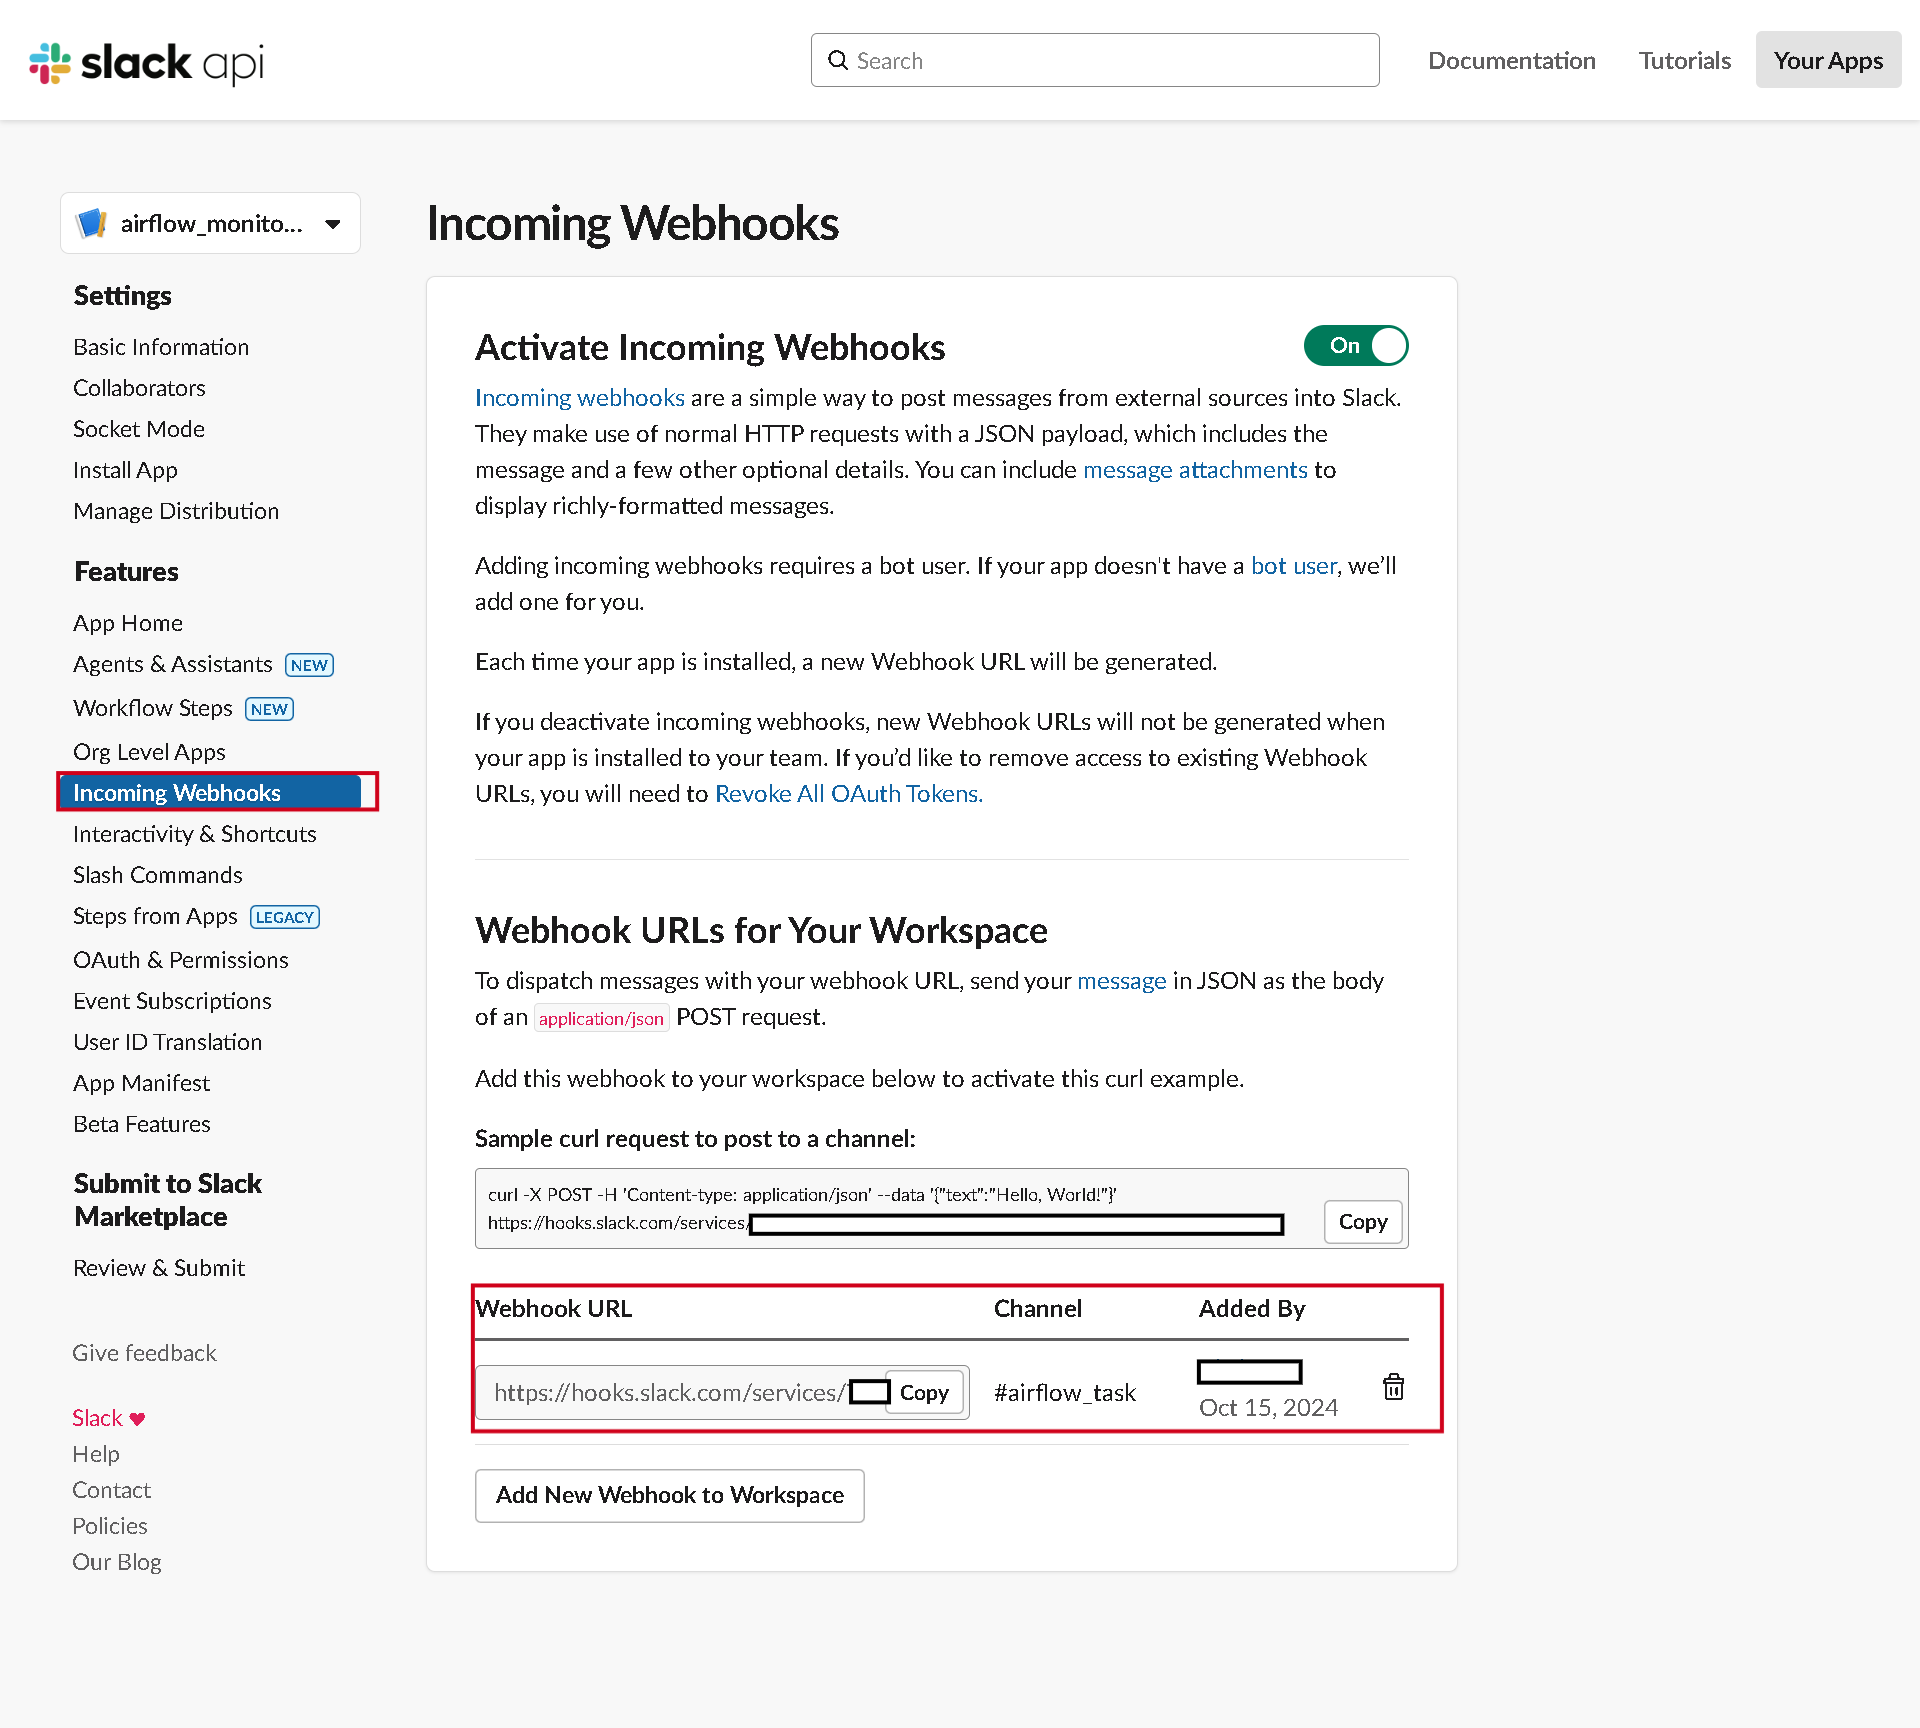 slack api
Search
Documentation
Tutorials
Your Apps
airflow_monito...
Settings
Basic Information
Collaborators
Socket Mode
Install App
Manage Distribution
Features
App Home
Agents & Assistants NEW
Workflow Steps NEW
Org Level Apps
Incoming Webhooks
Interactivity & Shortcuts
Slash Commands
Steps from Apps LEGACY
OAuth & Permissions
Event Subscriptions
User ID Translation
App Manifest
Beta Features
Submit to Slack
Marketplace
Review & Submit
Give feedback
Slack ♥
Help
Contact
Policies
Our Blog
Incoming Webhooks
Activate Incoming Webhooks
On
Incoming webhooks are a simple way to post messages from external sources into Slack.
They make use of normal HTTP requests with a JSON payload, which includes the
message and a few other optional details. You can include message attachments to
display richly-formatted messages.
Adding incoming webhooks requires a bot user. If your app doesn't have a bot user, we’ll
add one for you.
Each time your app is installed, a new Webhook URL will be generated.
If you deactivate incoming webhooks, new Webhook URLs will not be generated when
your app is installed to your team. If you’d like to remove access to existing Webhook
URLs, you will need to Revoke All OAuth Tokens.
Webhook URLs for Your Workspace
To dispatch messages with your webhook URL, send your message in JSON as the body
of an application/json POST request.
Add this webhook to your workspace below to activate this curl example.
Sample curl request to post to a channel:
curl -X POST -H 'Content-type: application/json' --data '{"text":"Hello, World!"}'
https://hooks.slack.com/services/
Copy
Webhook URL
Channel
Added By
https://hooks.slack.com/services/
Copy
#airflow_task
Oct 15, 2024
Add New Webhook to Workspace